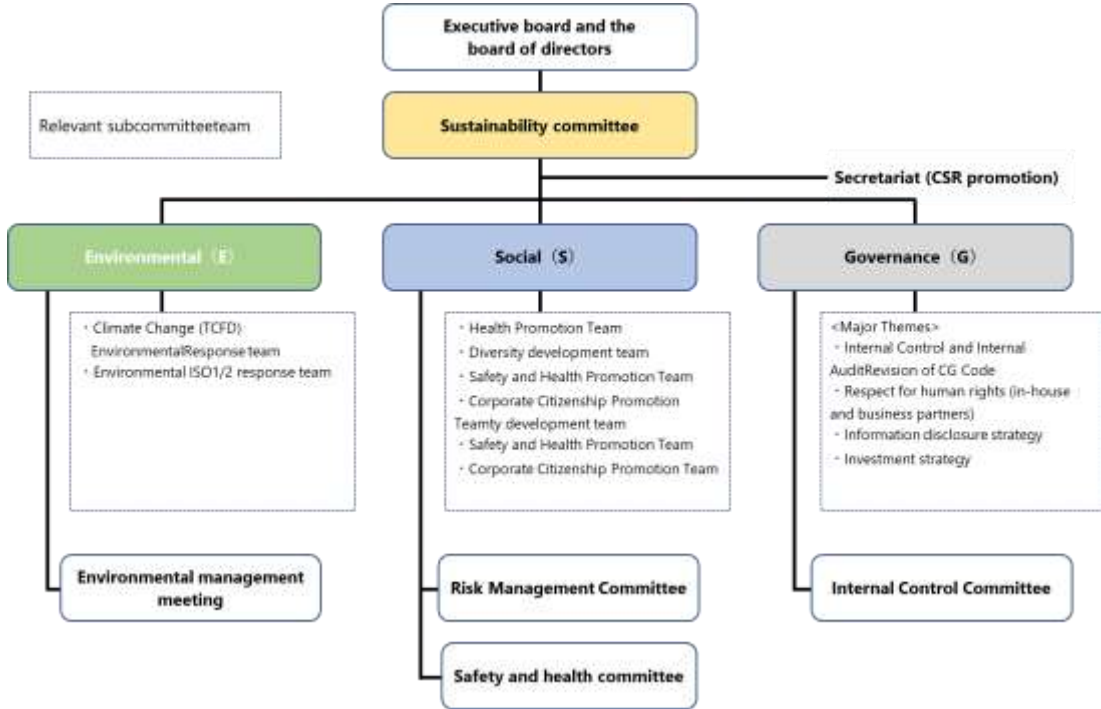 Executive board and the
board of directors
Relevant subcommitteeteam
Sustainability committee
Secretariat (CSR promotion)
Environmental（E）
Social（S）
Governance（G）
・Climate Change (TCFD)
EnvironmentalResponse team
・Environmental ISO1/2 response team
・Health Promotion Team
・Diversity development team
・Safety and Health Promotion Team
・Corporate Citizenship Promotion
Teamty development team
・Safety and Health Promotion Team
・Corporate Citizenship Promotion Team
<Major Themes>
・Internal Control and Internal
AuditRevision of CG Code
・Respect for human rights (in-house
and business partners)
・Information disclosure strategy
・Investment strategy
Environmental management
meeting
Risk Management Committee
Internal Control Committee
Safety and health committee